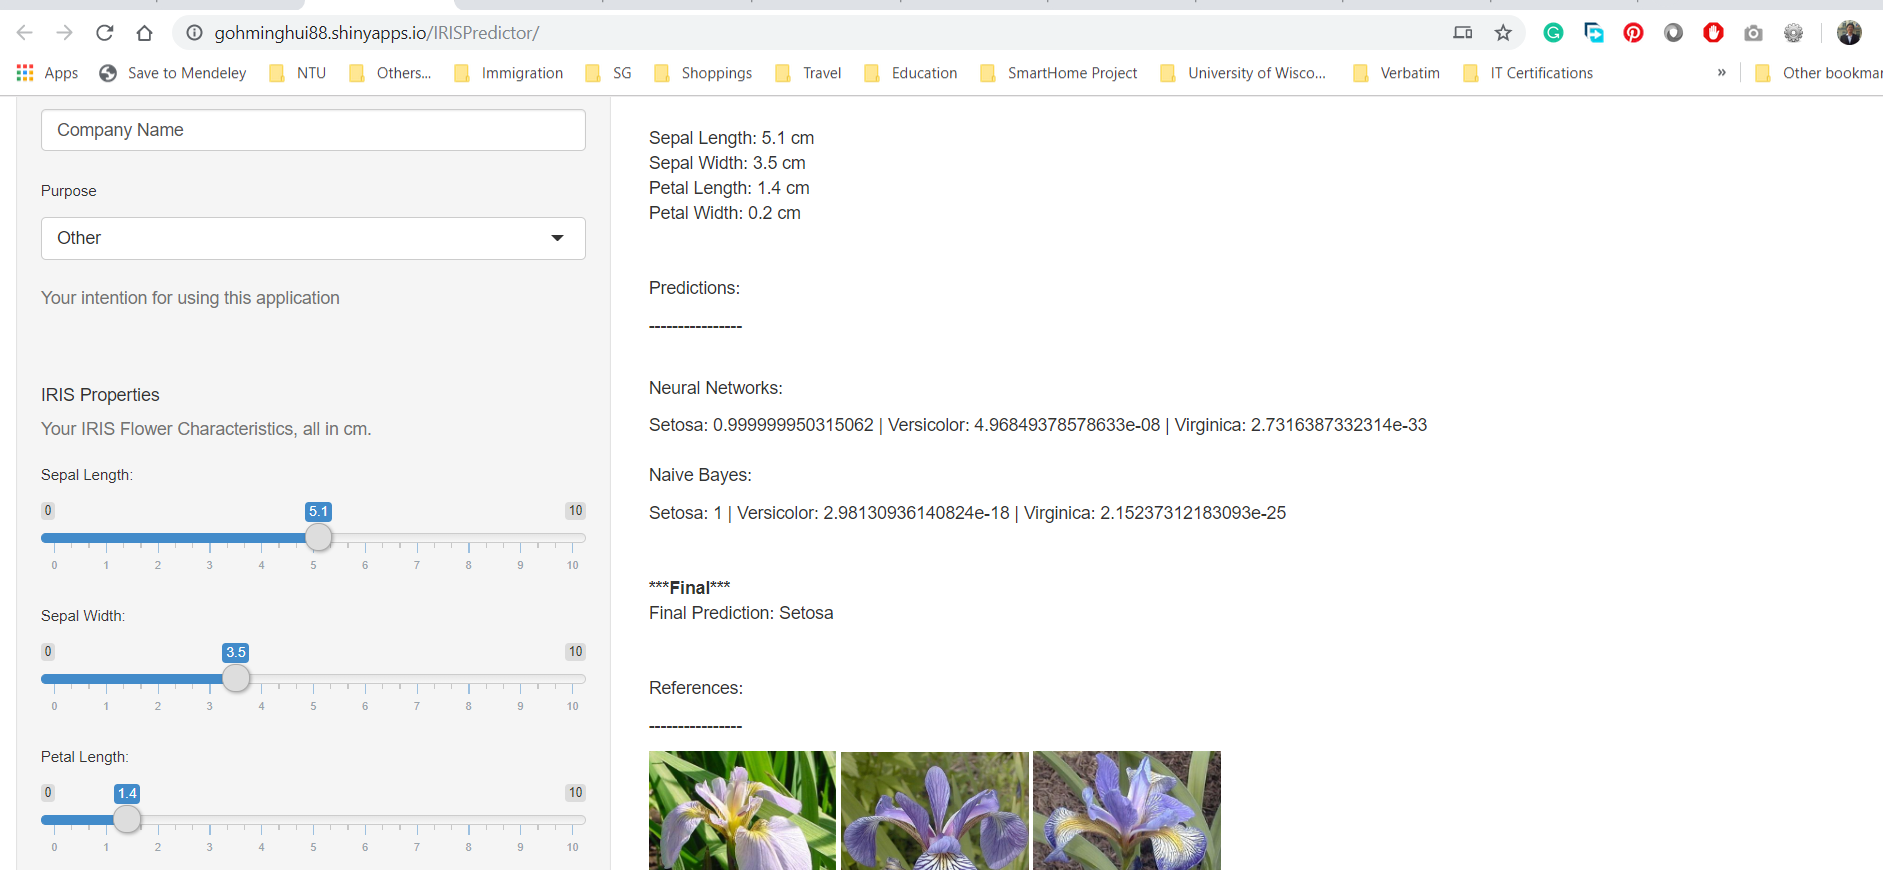 gohminghui88.shinyapps.io/IRISPredictor/
Apps Save to Mendeley NTU Others... Immigration SG Shoppings Travel Education SmartHome Project University of Wisco... Verbatim IT Certifications » Other bookmar
Company Name
Purpose
Other
Your intention for using this application
IRIS Properties
Your IRIS Flower Characteristics, all in cm.
Sepal Length:
0 5.1 10
0 1 2 3 4 5 6 7 8 9 10
Sepal Width:
0 3.5 10
0 1 2 3 4 5 6 7 8 9 10
Petal Length:
0 1.4 10
0 1 2 3 4 5 6 7 8 9 10
Sepal Length: 5.1 cm
Sepal Width: 3.5 cm
Petal Length: 1.4 cm
Petal Width: 0.2 cm
Predictions:
----------------
Neural Networks:
Setosa: 0.999999950315062 | Versicolor: 4.96849378578633e-08 | Virginica: 2.7316387332314e-33
Naive Bayes:
Setosa: 1 | Versicolor: 2.98130936140824e-18 | Virginica: 2.15237312183093e-25
***Final***
Final Prediction: Setosa
References:
----------------